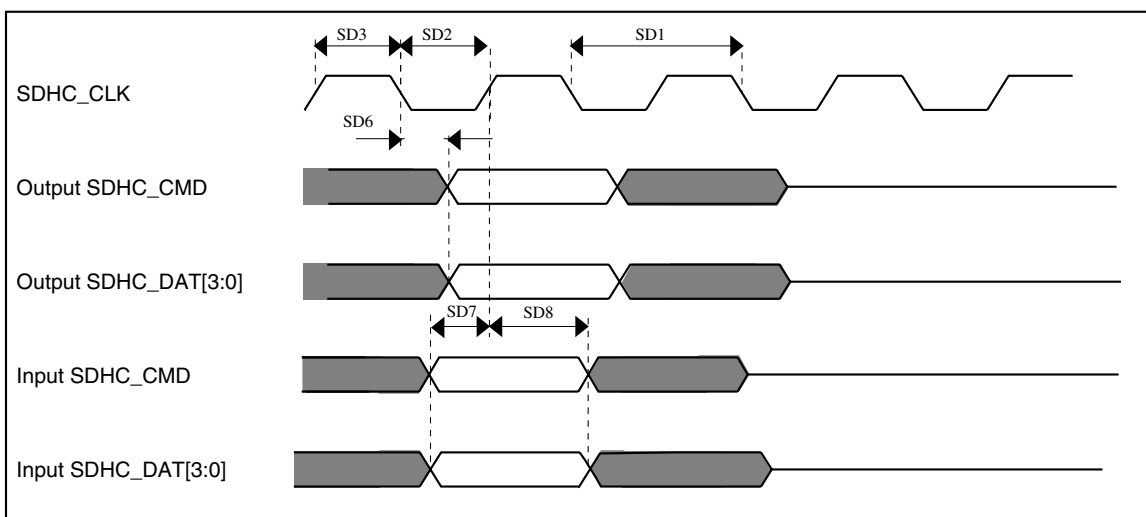 SD3 SD2 SD1
SDHC_CLK
SD6
Output SDHC_CMD
Output SDHC_DAT[3:0]
SD7 SD8
Input SDHC_CMD
Input SDHC_DAT[3:0]